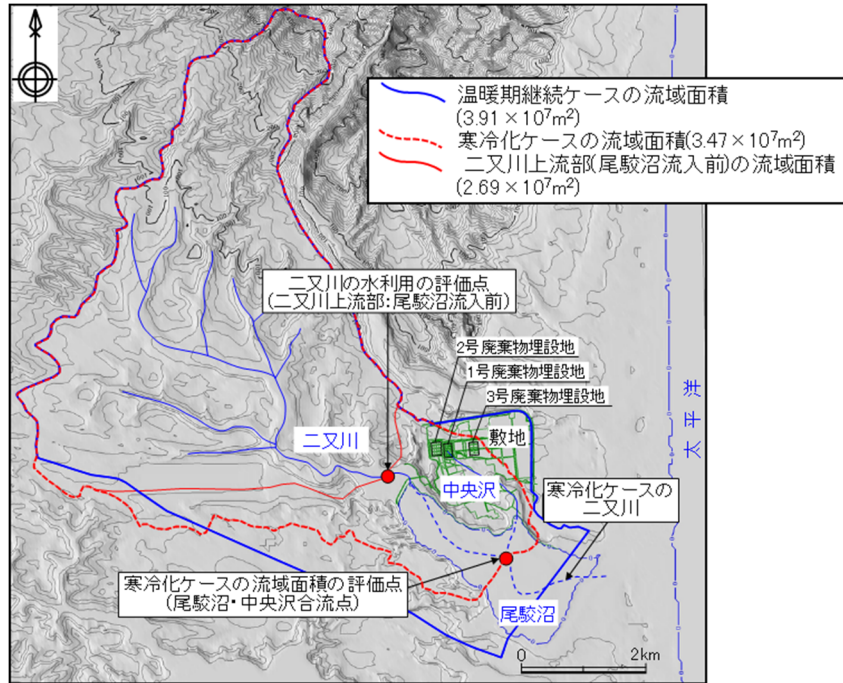 温暖期継続ケースの流域面積
(3.91×10⁷m²)
寒冷化ケースの流域面積(3.47×10⁷m²)
二又川上流部(尾駮沼流入前)の流域面積
(2.69×10⁷m²)
二又川の水利用の評価点
(二又川上流部:尾駮沼流入前)
2号廃棄物埋設地
1号廃棄物埋設地
3号廃棄物埋設地
敷地
太平洋
二又川
中央沢
寒冷化ケースの
二又川
寒冷化ケースの流域面積の評価点
(尾駮沼・中央沢合流点)
尾駮沼
0
2km